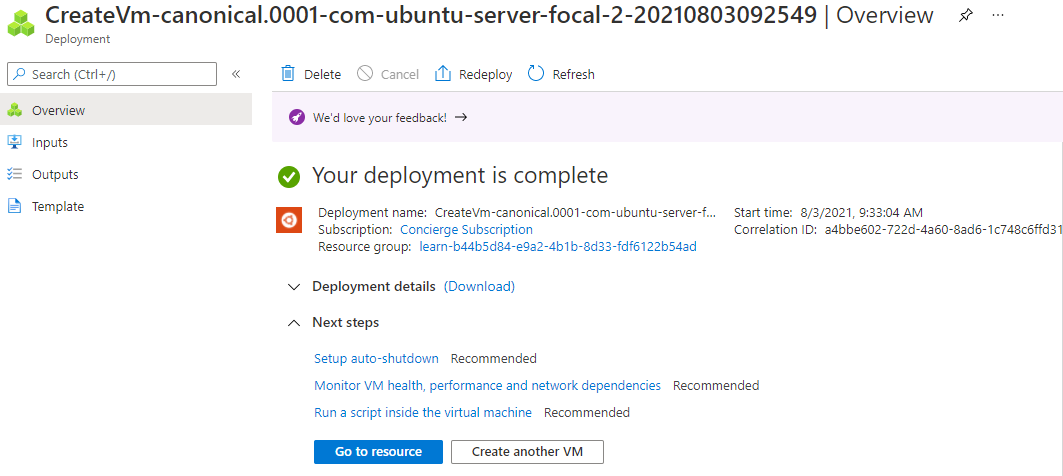 CreateVm-canonical.0001-com-ubuntu-server-focal-2-20210803092549 | Overview
Deployment
Search (Ctrl+/)
Overview
Inputs
Outputs
Template
Delete Cancel Redeploy Refresh
We'd love your feedback! →
Your deployment is complete
Deployment name: CreateVm-canonical.0001-com-ubuntu-server-f... Start time: 8/3/2021, 9:33:04 AM
Subscription: Concierge Subscription Correlation ID: a4bbe602-722d-4a60-8ad6-1c748c6ffd31
Resource group: learn-b44b5d84-e9a2-4b1b-8d33-fdf6122b54ad
Deployment details (Download)
Next steps
Setup auto-shutdown Recommended
Monitor VM health, performance and network dependencies Recommended
Run a script inside the virtual machine Recommended
Go to resource Create another VM